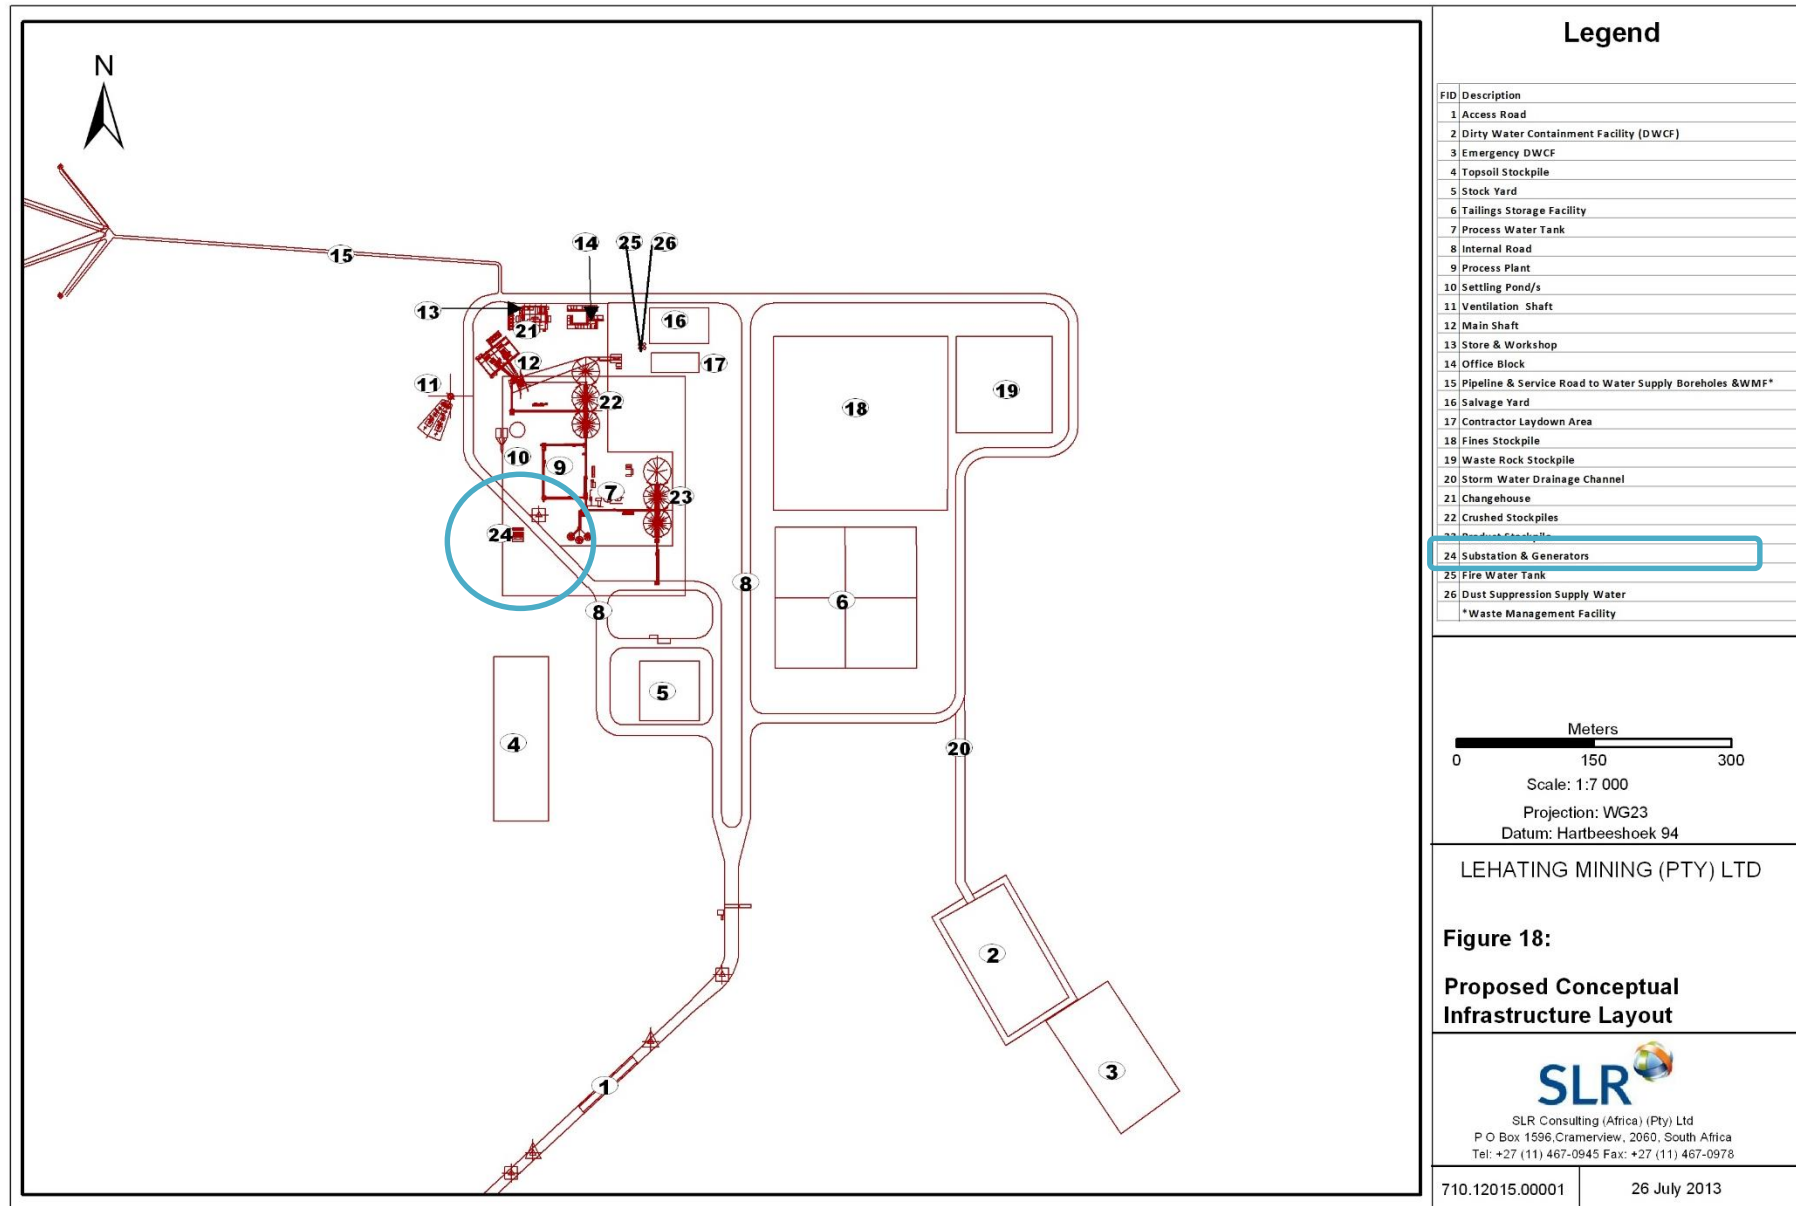 N
15
14
25
26
13
21
16
12
17
11
22
18
19
10
9
7
23
24
8
8
6
5
4
20
2
3
1
Legend
FID Description
1 Access Road
2 Dirty Water Containment Facility (DWCF)
3 Emergency DWCF
4 Topsoil Stockpile
5 Stock Yard
6 Tailings Storage Facility
7 Process Water Tank
8 Internal Road
9 Process Plant
10 Settling Pond/s
11 Ventilation Shaft
12 Main Shaft
13 Store & Workshop
14 Office Block
15 Pipeline & Service Road to Water Supply Boreholes &WMF*
16 Salvage Yard
17 Contractor Laydown Area
18 Fines Stockpile
19 Waste Rock Stockpile
20 Storm Water Drainage Channel
21 Changehouse
22 Crushed Stockpiles
23 Product Stockpile
24 Substation & Generators
25 Fire Water Tank
26 Dust Suppression Supply Water
*Waste Management Facility
Meters
0 150 300
Scale: 1:7 000
Projection: WG23
Datum: Hartbeeshoek 94
LEHATING MINING (PTY) LTD
Figure 18:
Proposed Conceptual
Infrastructure Layout
SLR
SLR Consulting (Africa) (Pty) Ltd
P O Box 1596,Cramerview, 2060, South Africa
Tel: +27 (11) 467-0945 Fax: +27 (11) 467-0978
710.12015.00001
26 July 2013